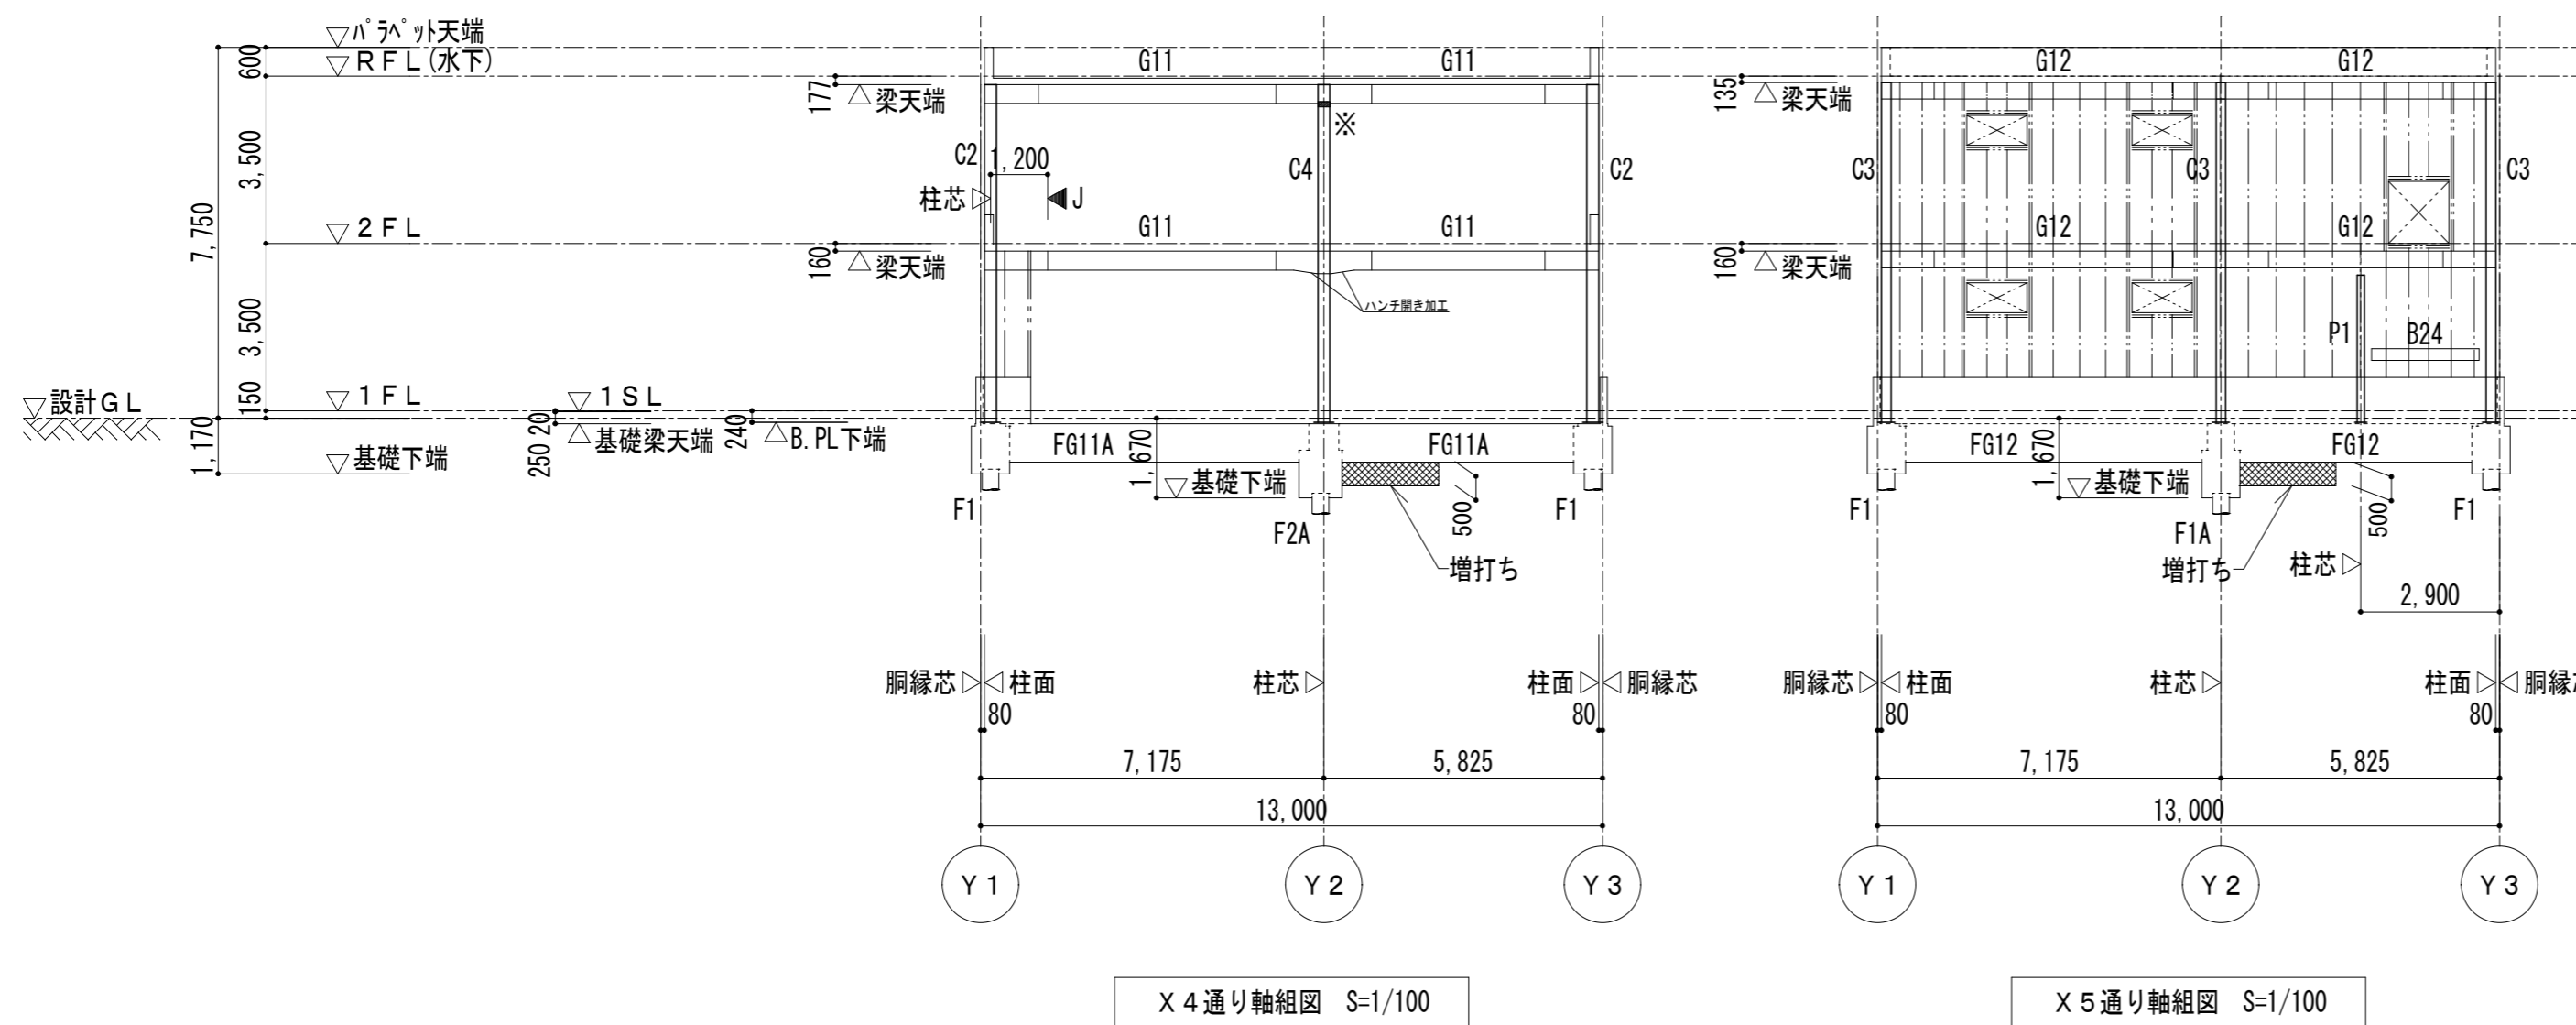 パラペット天端
RFL(水下)
600
3,500
7,750
2FL
3,500
150
1FL
設計GL
1,170
基礎下端
1SL
20
250
基礎梁天端
240
B.PL下端
177
梁天端
160
梁天端
G11
G11
※
C2
1,200
柱芯
J
C4
C2
G11
G11
ハンチ開き加工
FG11A
FG11A
1,670
基礎下端
500
F1
F2A
F1
増打ち
胴縁芯
柱面
柱芯
柱面
胴縁芯
80
80
7,175
5,825
13,000
Y1
Y2
Y3
X4通り軸組図 S=1/100
135
梁天端
160
梁天端
G12
G12
C3
C3
C3
G12
G12
P1
B24
FG12
FG12
1,670
基礎下端
500
F1
F1A
F1
増打ち
柱芯
2,900
胴縁芯
柱面
柱芯
柱面
胴縁
80
80
7,175
5,825
13,000
Y1
Y2
Y3
X5通り軸組図 S=1/100